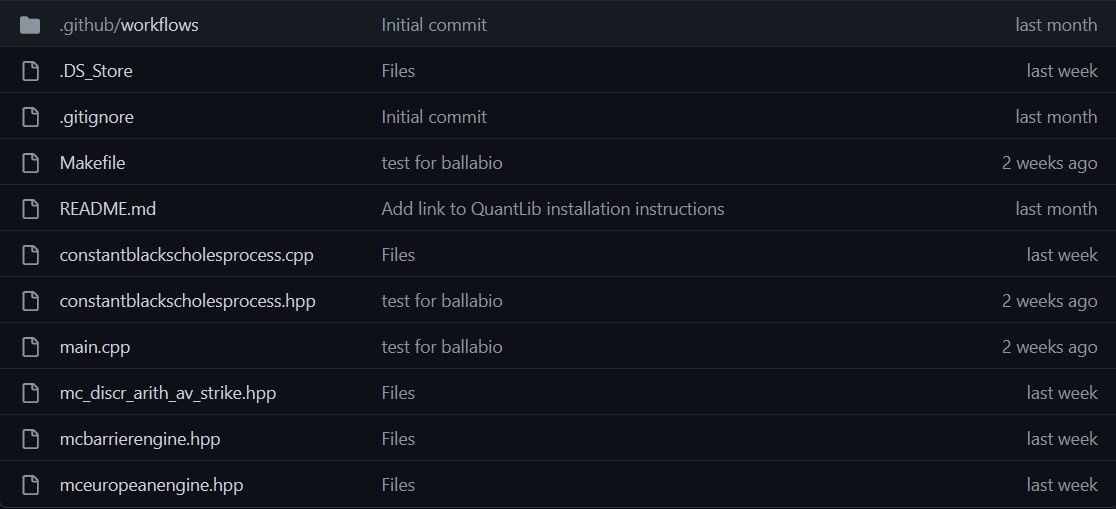 .github/workflows Initial commit last month
.DS_Store Files last week
.gitignore Initial commit last month
Makefile test for ballabio 2 weeks ago
README.md Add link to QuantLib installation instructions last month
constantblackscholesprocess.cpp Files last week
constantblackscholesprocess.hpp test for ballabio 2 weeks ago
main.cpp test for ballabio 2 weeks ago
mc_discr_arith_av_strike.hpp Files last week
mcbarrierengine.hpp Files last week
mceuropeanengine.hpp Files last week